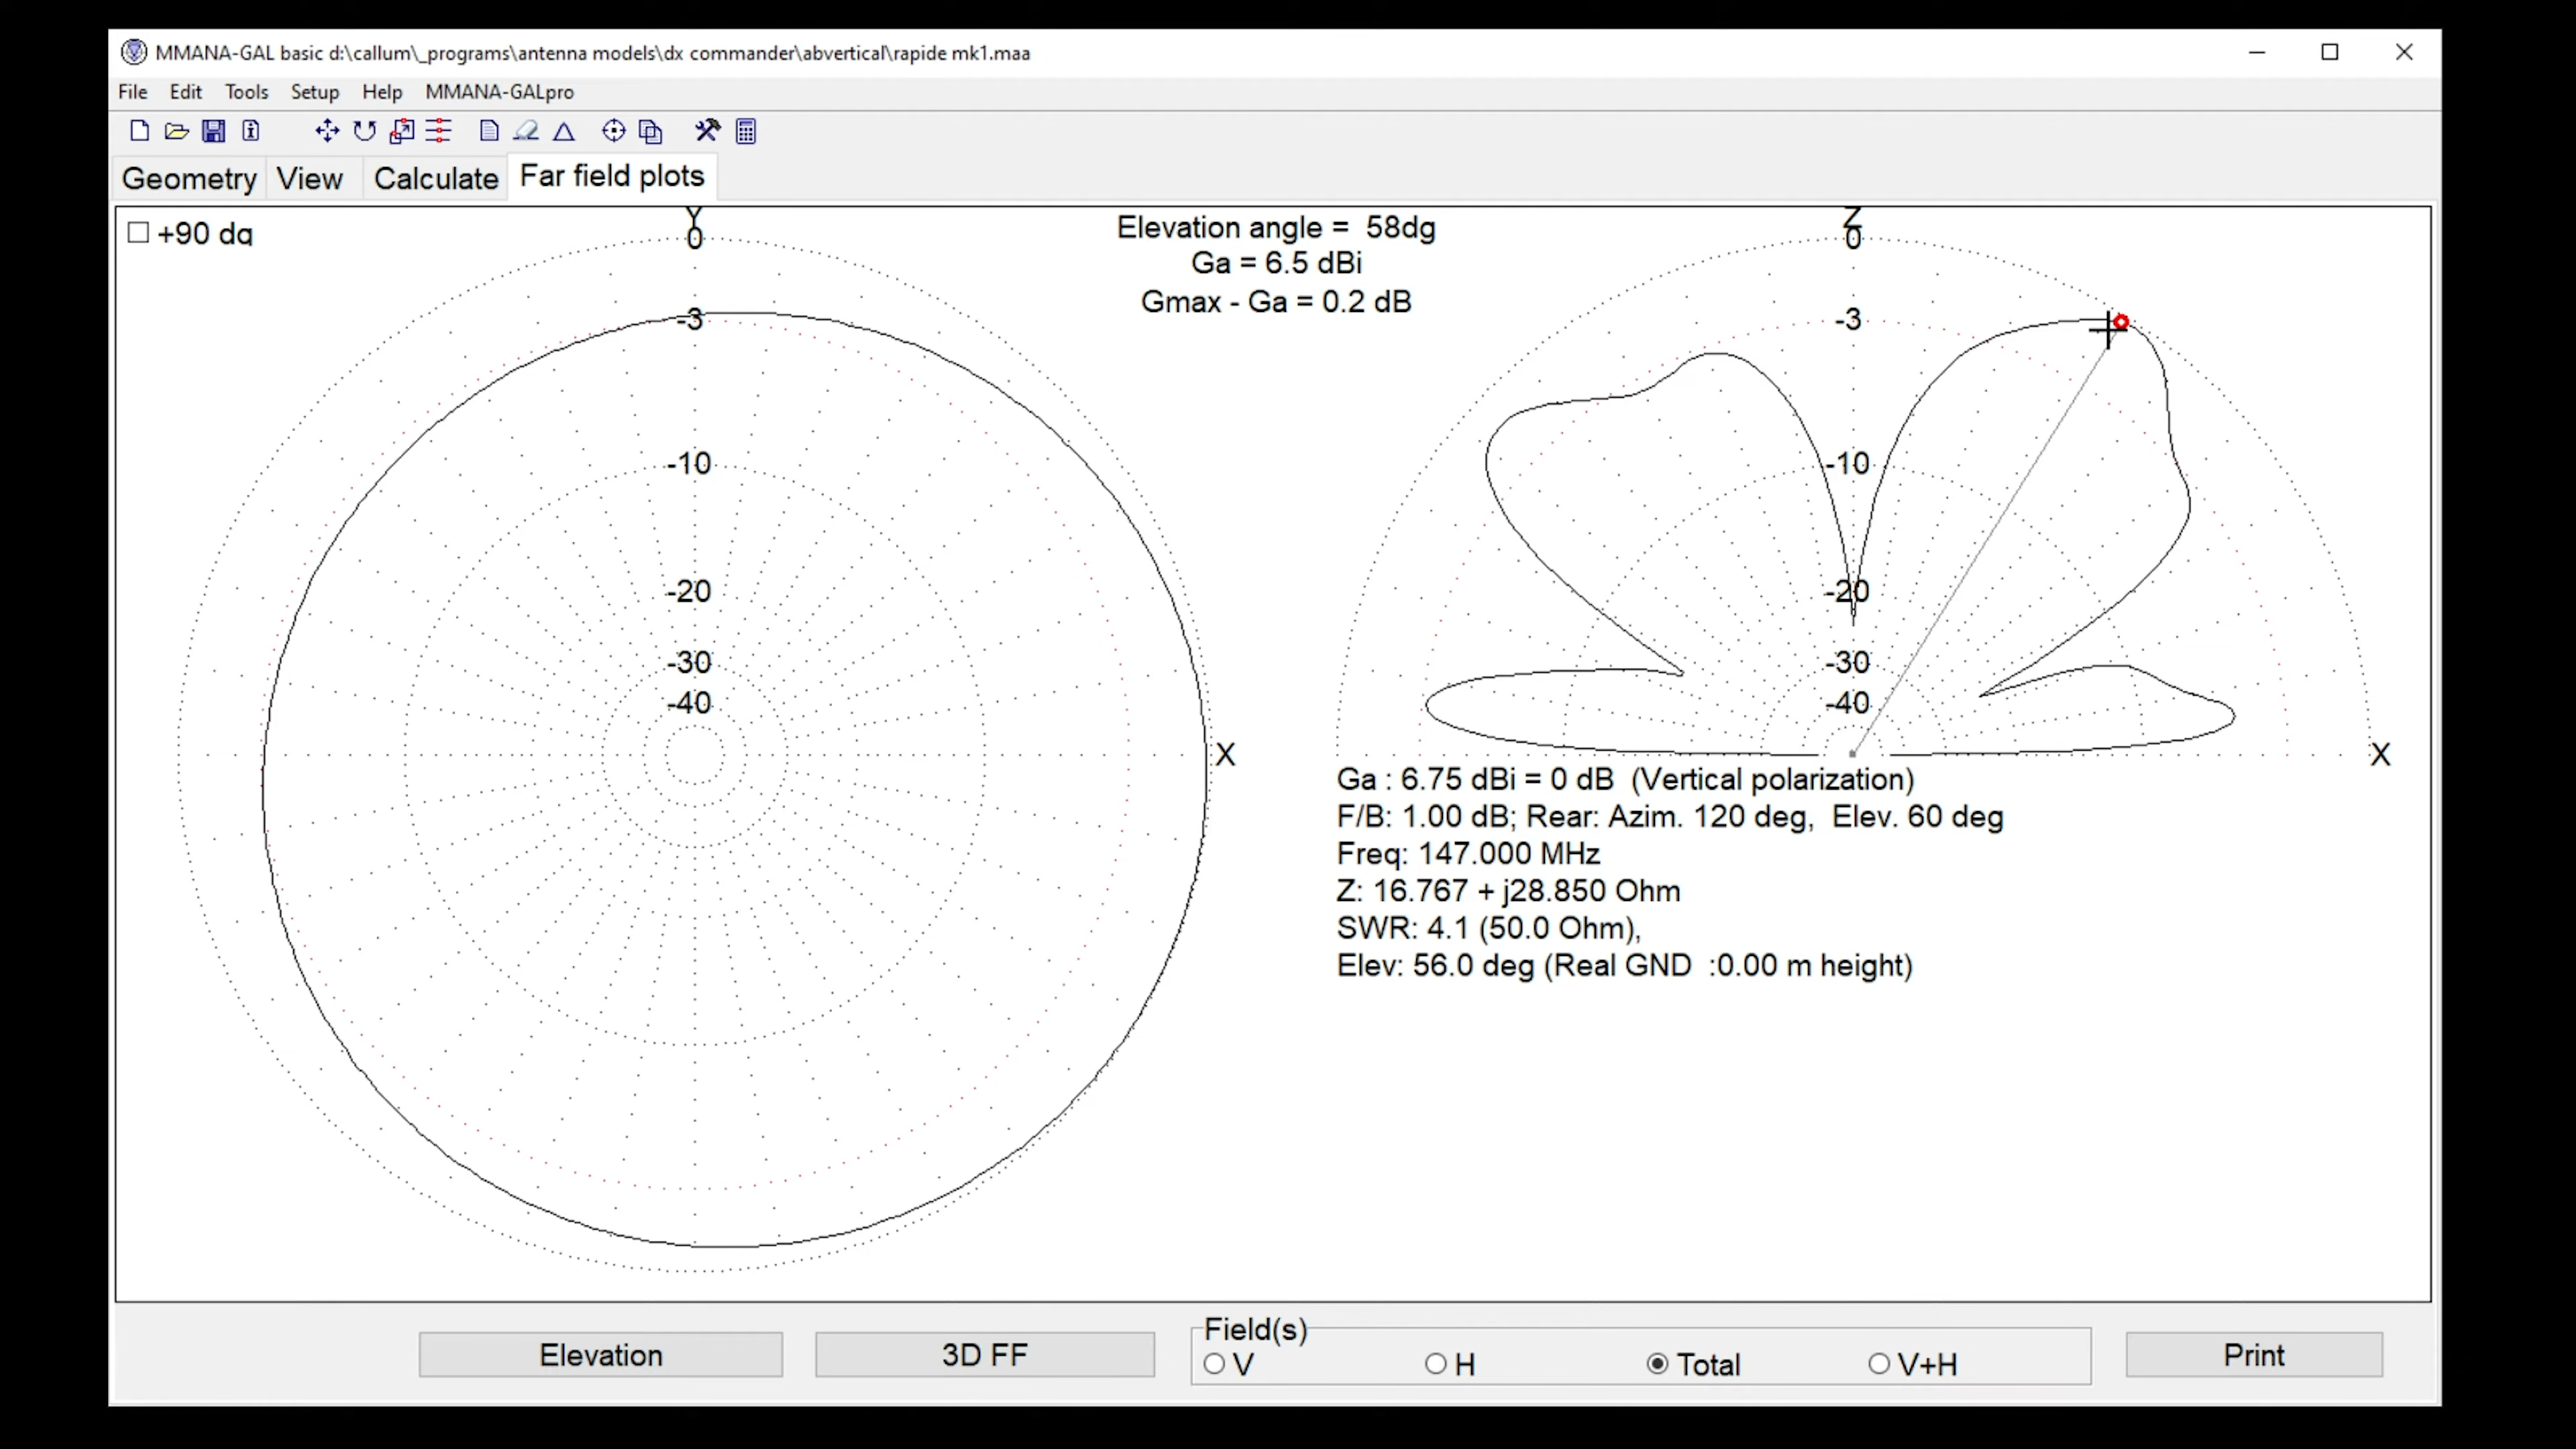 MMANA-GAL basic d:\callum\_programs\antenna models\dx commander\abvertical\rapide mk1.maa
File Edit Tools Setup Help MMANA-GALpro
Geometry View Calculate Far field plots
+90 dg
Y
0
-3
-10
-20
-30
-40
X
Elevation angle = 58dg
Ga = 6.5 dBi
Gmax - Ga = 0.2 dB
Z
0
-3
-10
-20
-30
-40
X
Ga : 6.75 dBi = 0 dB (Vertical polarization)
F/B: 1.00 dB; Rear: Azim. 120 deg, Elev. 60 deg
Freq: 147.000 MHz
Z: 16.767 + j28.850 Ohm
SWR: 4.1 (50.0 Ohm),
Elev: 56.0 deg (Real GND :0.00 m height)
Elevation
3D FF
Field(s)
V H Total V+H
Print